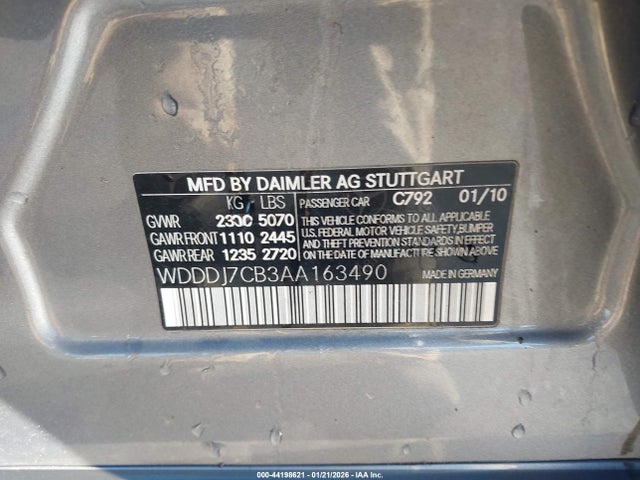 MFD BY DAIMLER AG STUTTGART
KG / LBS PASSENGER CAR C792 01/10
GVWR 2300 5070 THIS VEHICLE CONFORMS TO ALL APPLICABLE
GAWR FRONT 1110 2445 U.S. FEDERAL MOTOR VEHICLE SAFETY, BUMPER,
GAWR REAR 1235 2720 AND THEFT PREVENTION STANDARDS IN EFFECT
ON THE DATE OF MANUFACTURE SHOWN ABOVE.
WDDDJ7CB3AA163490 MADE IN GERMANY
000-44198621 - 01/21/2026 - IAA Inc.